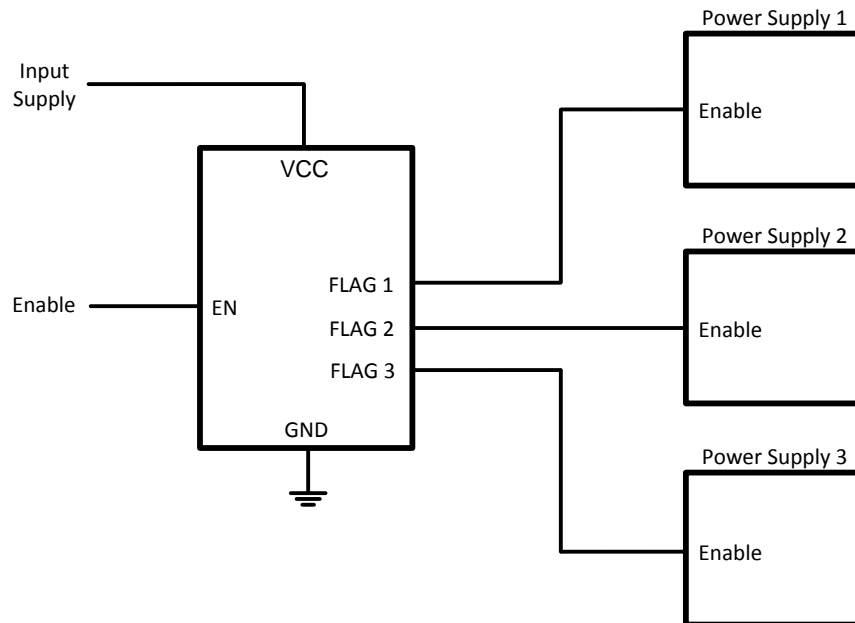 Power Supply 1
Input
Supply
Enable
VCC
Power Supply 2
FLAG 1
Enable
EN
FLAG 2
Enable
FLAG 3
GND
Power Supply 3
Enable